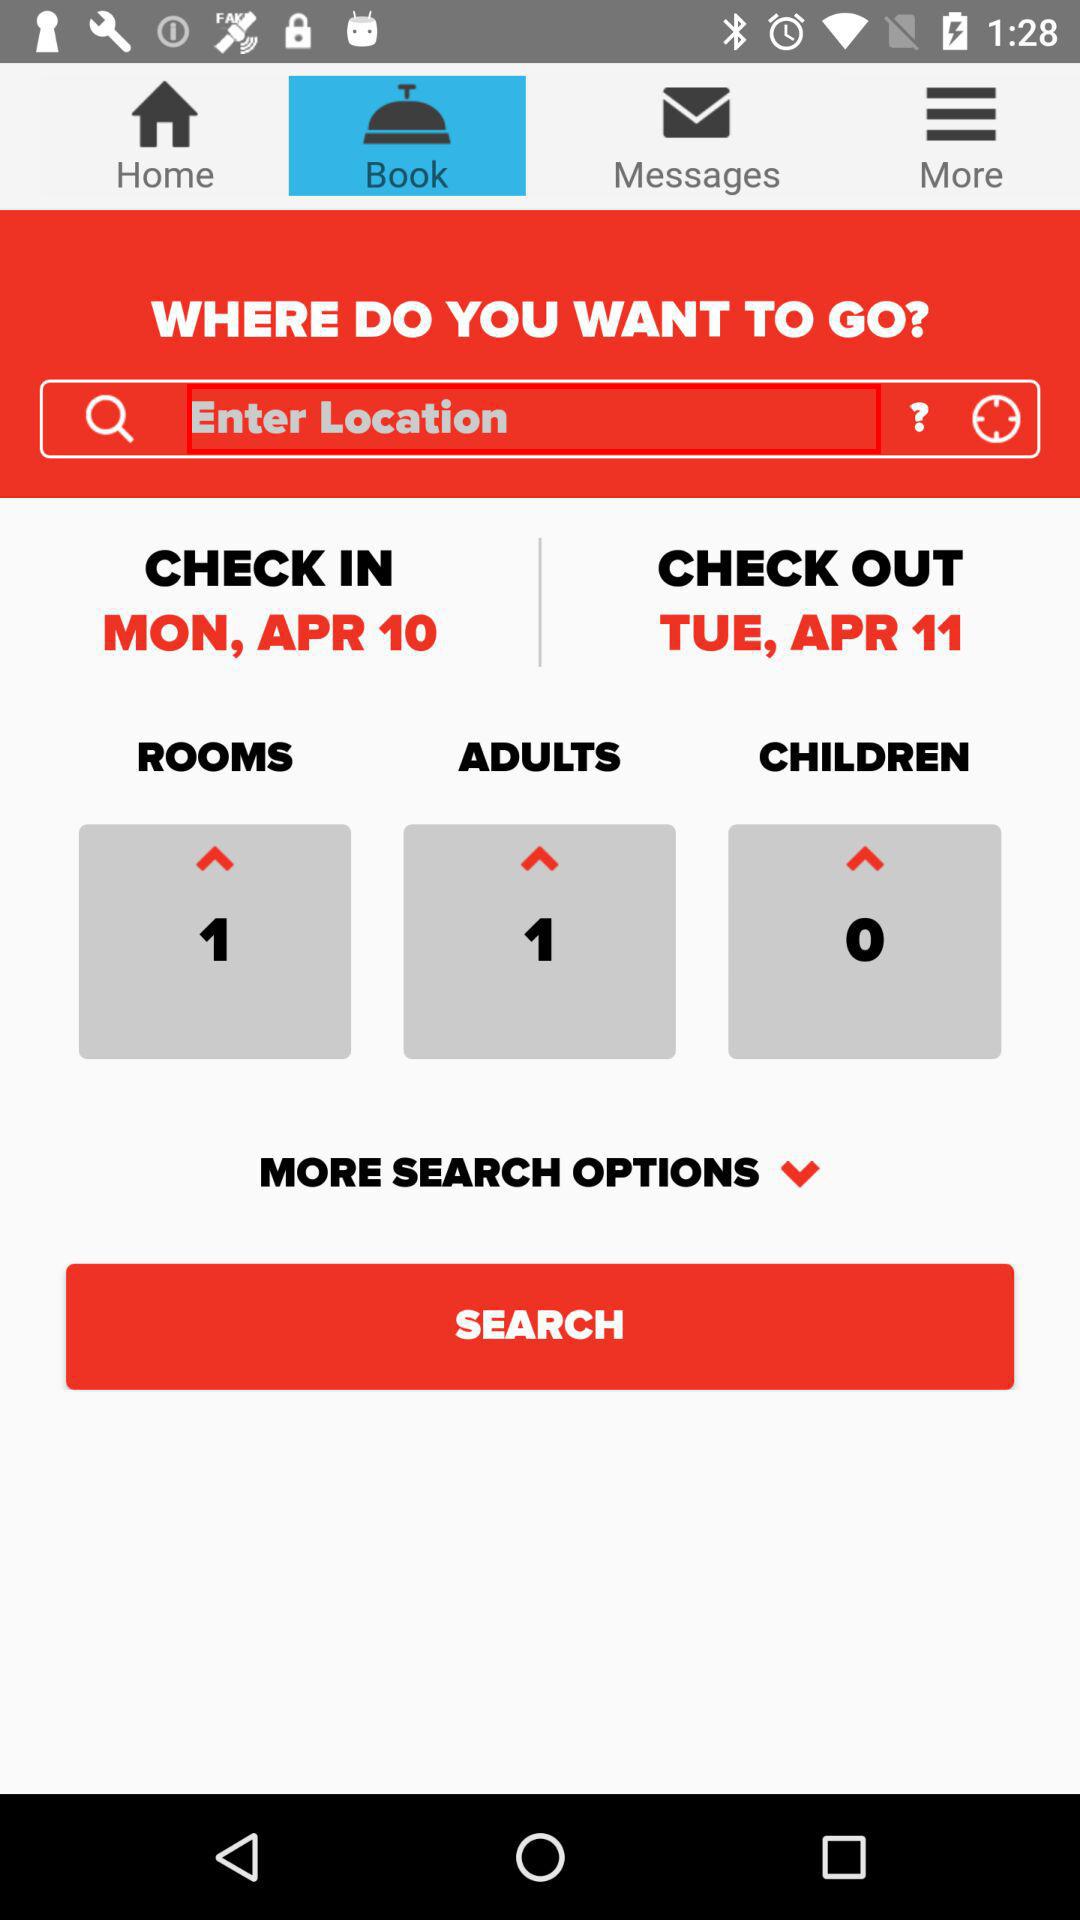 FAKE
1:28
Home Book Messages More
WHERE DO YOU WANT TO GO?
Enter Location ?
CHECK IN CHECK OUT
MON, APR 10 TUE, APR 11
ROOMS ADULTS CHILDREN
1 1 0
MORE SEARCH OPTIONS
SEARCH